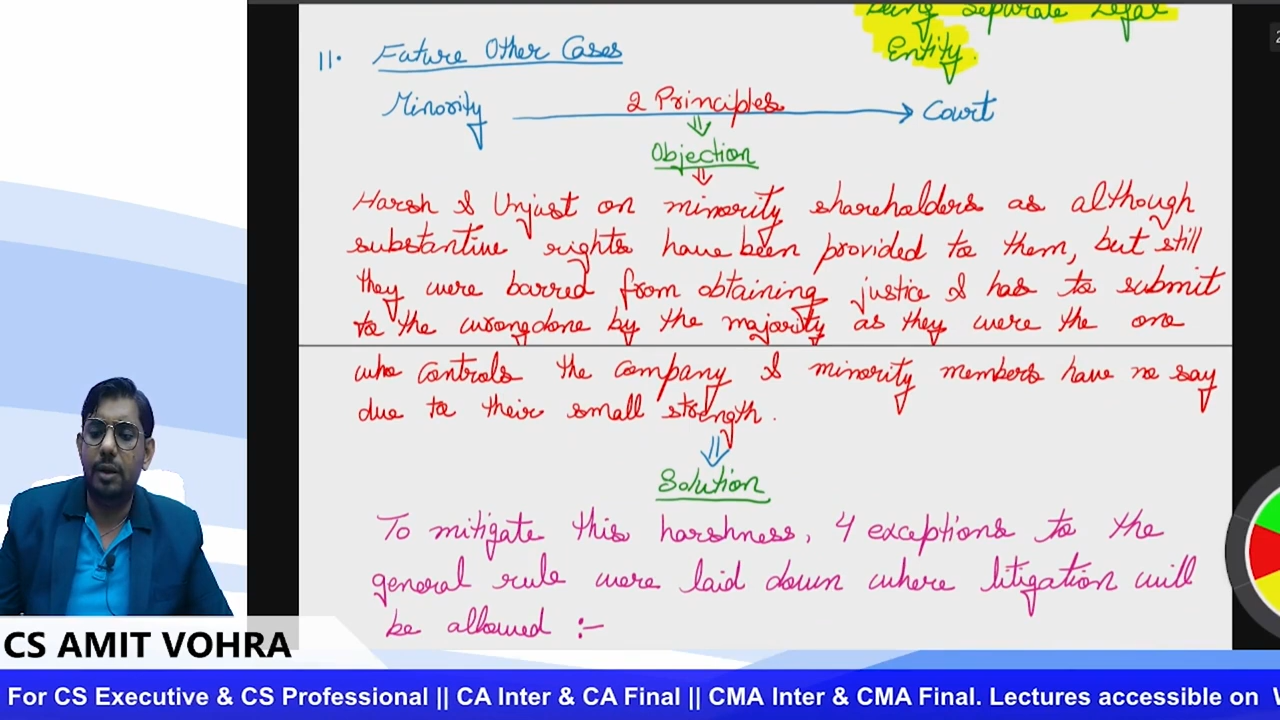 Being Separate Legal
Entity.
11. Future Other Cases
Minority 2 Principles Court
Objection
Harsh & Unjust on minority shareholders as although
substantive rights have been provided to them, but still
they were barred from obtaining justice & has to submit
to the wrongdone by the majority as they were the one
who controls the company & minority members have no say
due to their small strength.
Solution
To mitigate this harshness, 4 exceptions to the
general rule were laid down where litigation will
be allowed :-
CS AMIT VOHRA
For CS Executive & CS Professional || CA Inter & CA Final || CMA Inter & CMA Final. Lectures accessible on